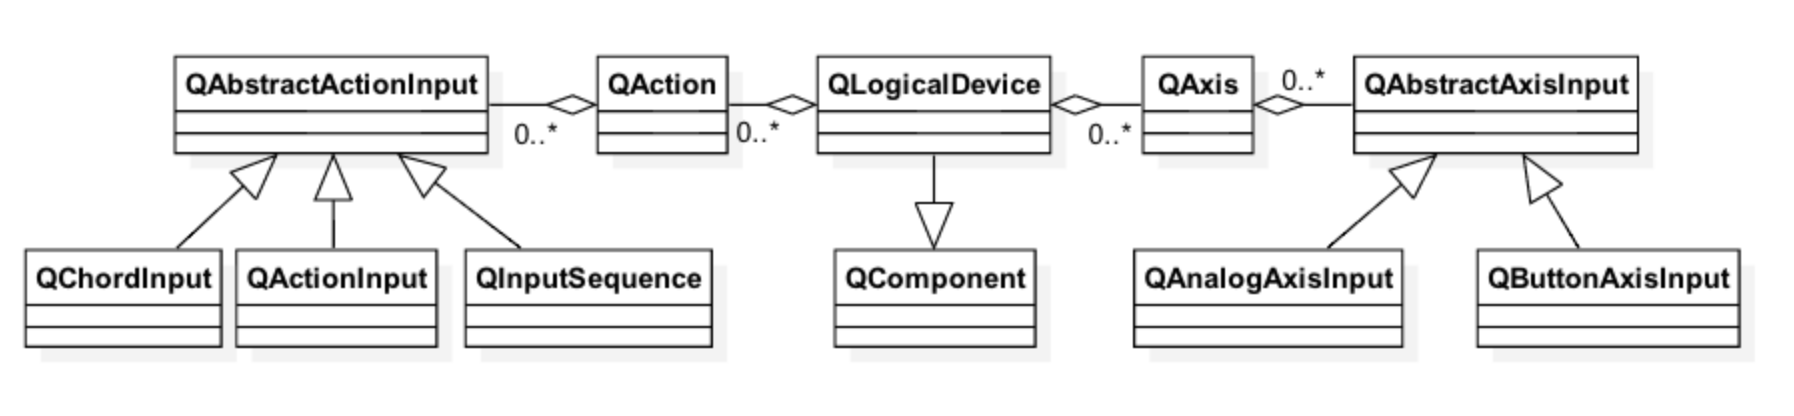 QAbstractActionInput
0..*
QAction
0..*
QLogicalDevice
0..*
QAxis
0..*
QAbstractAxisInput
QChordInput
QActionInput
QInputSequence
QComponent
QAnalogAxisInput
QButtonAxisInput